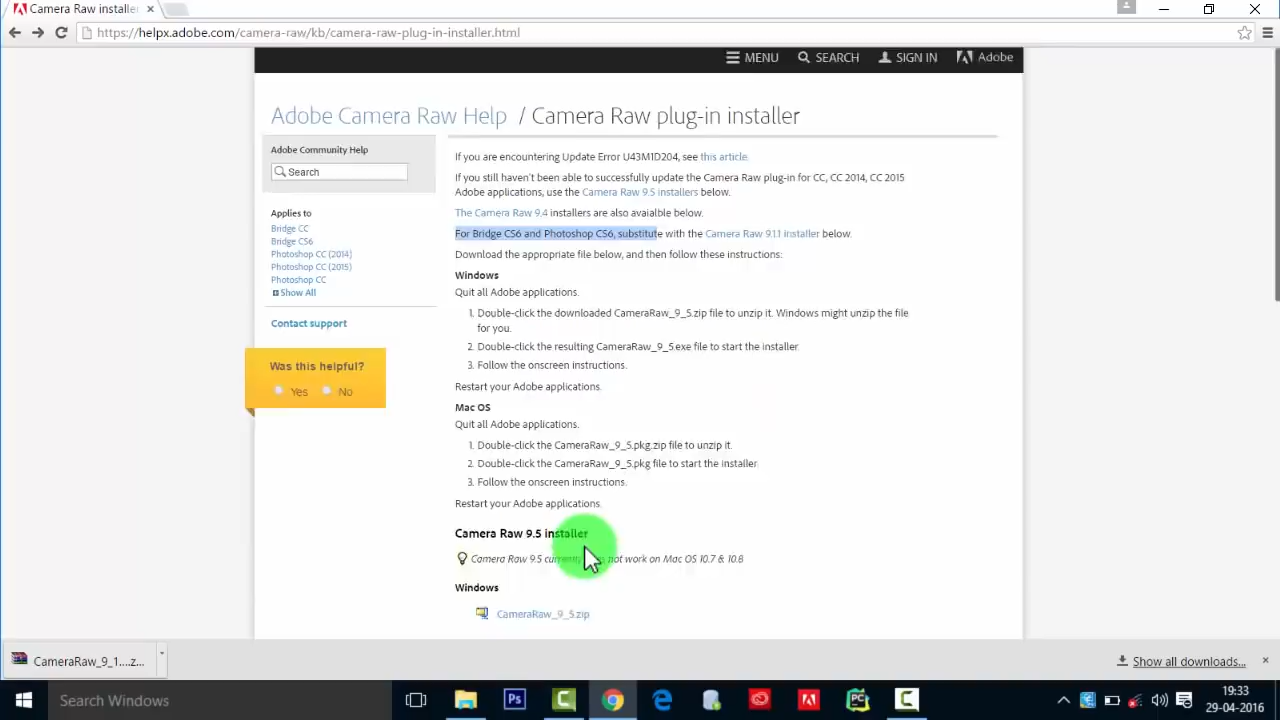 Camera Raw installe
https://helpx.adobe.com/camera-raw/kb/camera-raw-plug-in-installer.html
MENU SEARCH SIGN IN Adobe
Adobe Camera Raw Help / Camera Raw plug-in installer
Adobe Community Help
Search
Applies to
Bridge CC
Bridge CS6
Photoshop CC (2014)
Photoshop CC (2015)
Photoshop CC
Show All
Contact support
Was this helpful?
Yes No
If you are encountering Update Error U43M1D204, see this article.
If you still haven't been able to successfully update the Camera Raw plug-in for CC, CC 2014, CC 2015
Adobe applications, use the Camera Raw 9.5 installers below.
The Camera Raw 9.4 installers are also avaialble below.
For Bridge CS6 and Photoshop CS6, substitute with the Camera Raw 9.1.1 installer below.
Download the appropriate file below, and then follow these instructions:
Windows
Quit all Adobe applications.
1. Double-click the downloaded CameraRaw_9_5.zip file to unzip it. Windows might unzip the file
for you.
2. Double-click the resulting CameraRaw_9_5.exe file to start the installer.
3. Follow the onscreen instructions.
Restart your Adobe applications.
Mac OS
Quit all Adobe applications.
1. Double-click the CameraRaw_9_5.pkg.zip file to unzip it.
2. Double-click the CameraRaw_9_5.pkg file to start the installer
3. Follow the onscreen instructions.
Restart your Adobe applications.
Camera Raw 9.5 installer
Camera Raw 9.5 not work on Mac OS 10.7 & 10.8
Windows
CameraRaw_9_5.zip
CameraRaw_9_1....z...
Show all downloads...
Search Windows
Ps
PC
19:33
29-04-2016